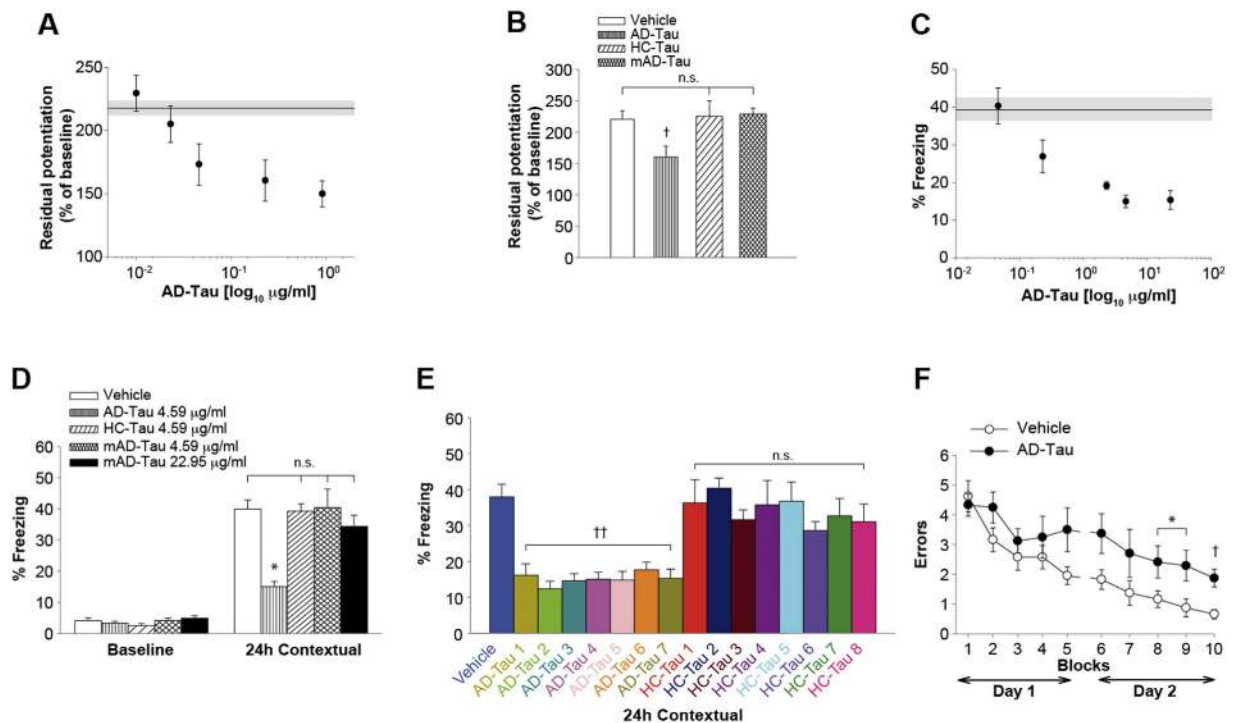 A
250
200
150
100
Residual potentiation
(% of baseline)
10-2
10-1
100
AD-Tau [log10 μg/ml]
B
Vehicle
AD-Tau
HC-Tau
mAD-Tau
n.s.
†
300
250
200
150
100
50
0
Residual potentiation
(% of baseline)
C
50
40
30
20
10
0
% Freezing
10-2
10-1
100
101
102
AD-Tau [log10 μg/ml]
D
Vehicle
AD-Tau 4.59 μg/ml
HC-Tau 4.59 μg/ml
mAD-Tau 4.59 μg/ml
mAD-Tau 22.95 μg/ml
n.s.
*
60
50
40
30
20
10
0
% Freezing
Baseline
24h Contextual
E
60
50
40
30
20
10
0
% Freezing
††
n.s.
Vehicle
AD-Tau 1
AD-Tau 2
AD-Tau 3
AD-Tau 4
AD-Tau 5
AD-Tau 6
AD-Tau 7
HC-Tau 1
HC-Tau 2
HC-Tau 3
HC-Tau 4
HC-Tau 5
HC-Tau 6
HC-Tau 7
HC-Tau 8
24h Contextual
F
Vehicle
AD-Tau
6
5
4
3
2
1
0
Errors
*
†
1 2 3 4 5 6 7 8 9 10
Blocks
Day 1
Day 2